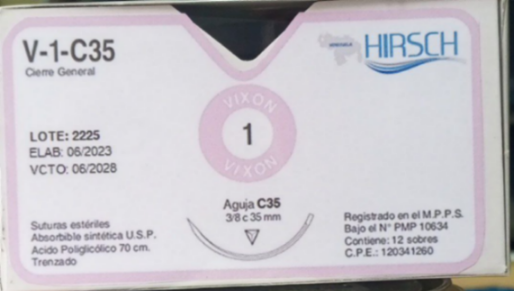 V-1-C35
Cierre General
HIRSCH
VIXON
1
VIXON
LOTE: 2225
ELAB: 06/2023
VCTO: 06/2028
Aguja C35
3/8 c 35 mm
Suturas estériles
Absorbible sintética U.S.P.
Acido Poliglicólico 70 cm.
Trenzado
Registrado en el M.P.P.S.
Bajo el N° PMP 10634
Contiene: 12 sobres
C.P.E.: 120341260